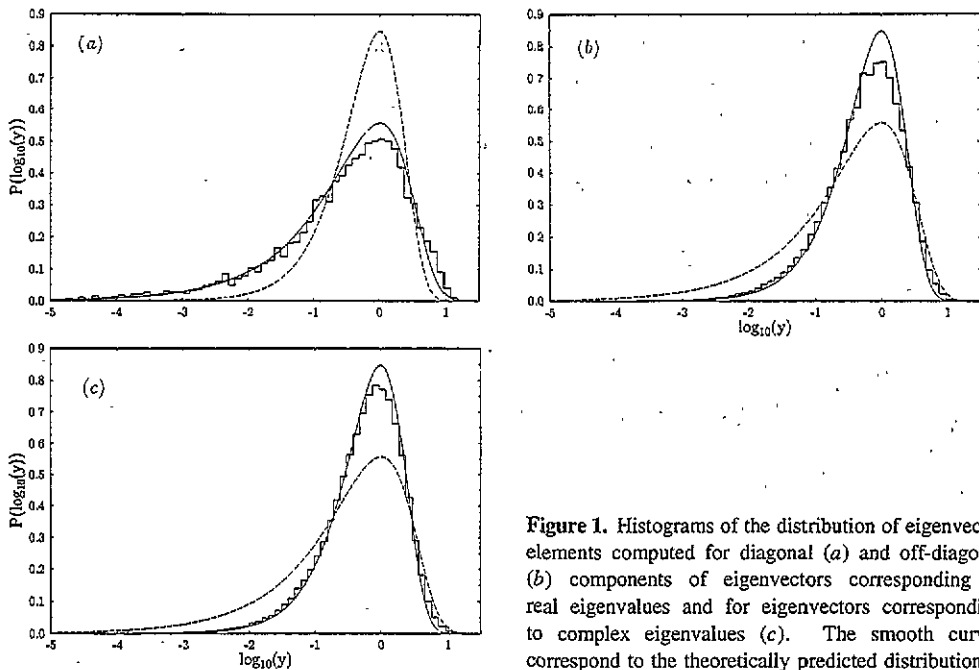 0.9
0.8
0.7
0.6
0.5
0.4
0.3
0.2
0.1
0.0
P(log10(y))
(a)
-5 -4 -3 -2 -1 0 1
0.9
0.8
0.7
0.6
0.5
0.4
0.3
0.2
0.1
0.0
(b)
-5 -4 -3 -2 -1 0 1
log10(y)
0.9
0.8
0.7
0.6
0.5
0.4
0.3
0.2
0.1
0.0
P(log10(y))
(c)
-5 -4 -3 -2 -1 0 1
log10(y)
Figure 1. Histograms of the distribution of eigenvec
elements computed for diagonal (a) and off-diago
(b) components of eigenvectors corresponding
real eigenvalues and for eigenvectors correspondi
to complex eigenvalues (c). The smooth curv
correspond to the theoretically predicted distribution